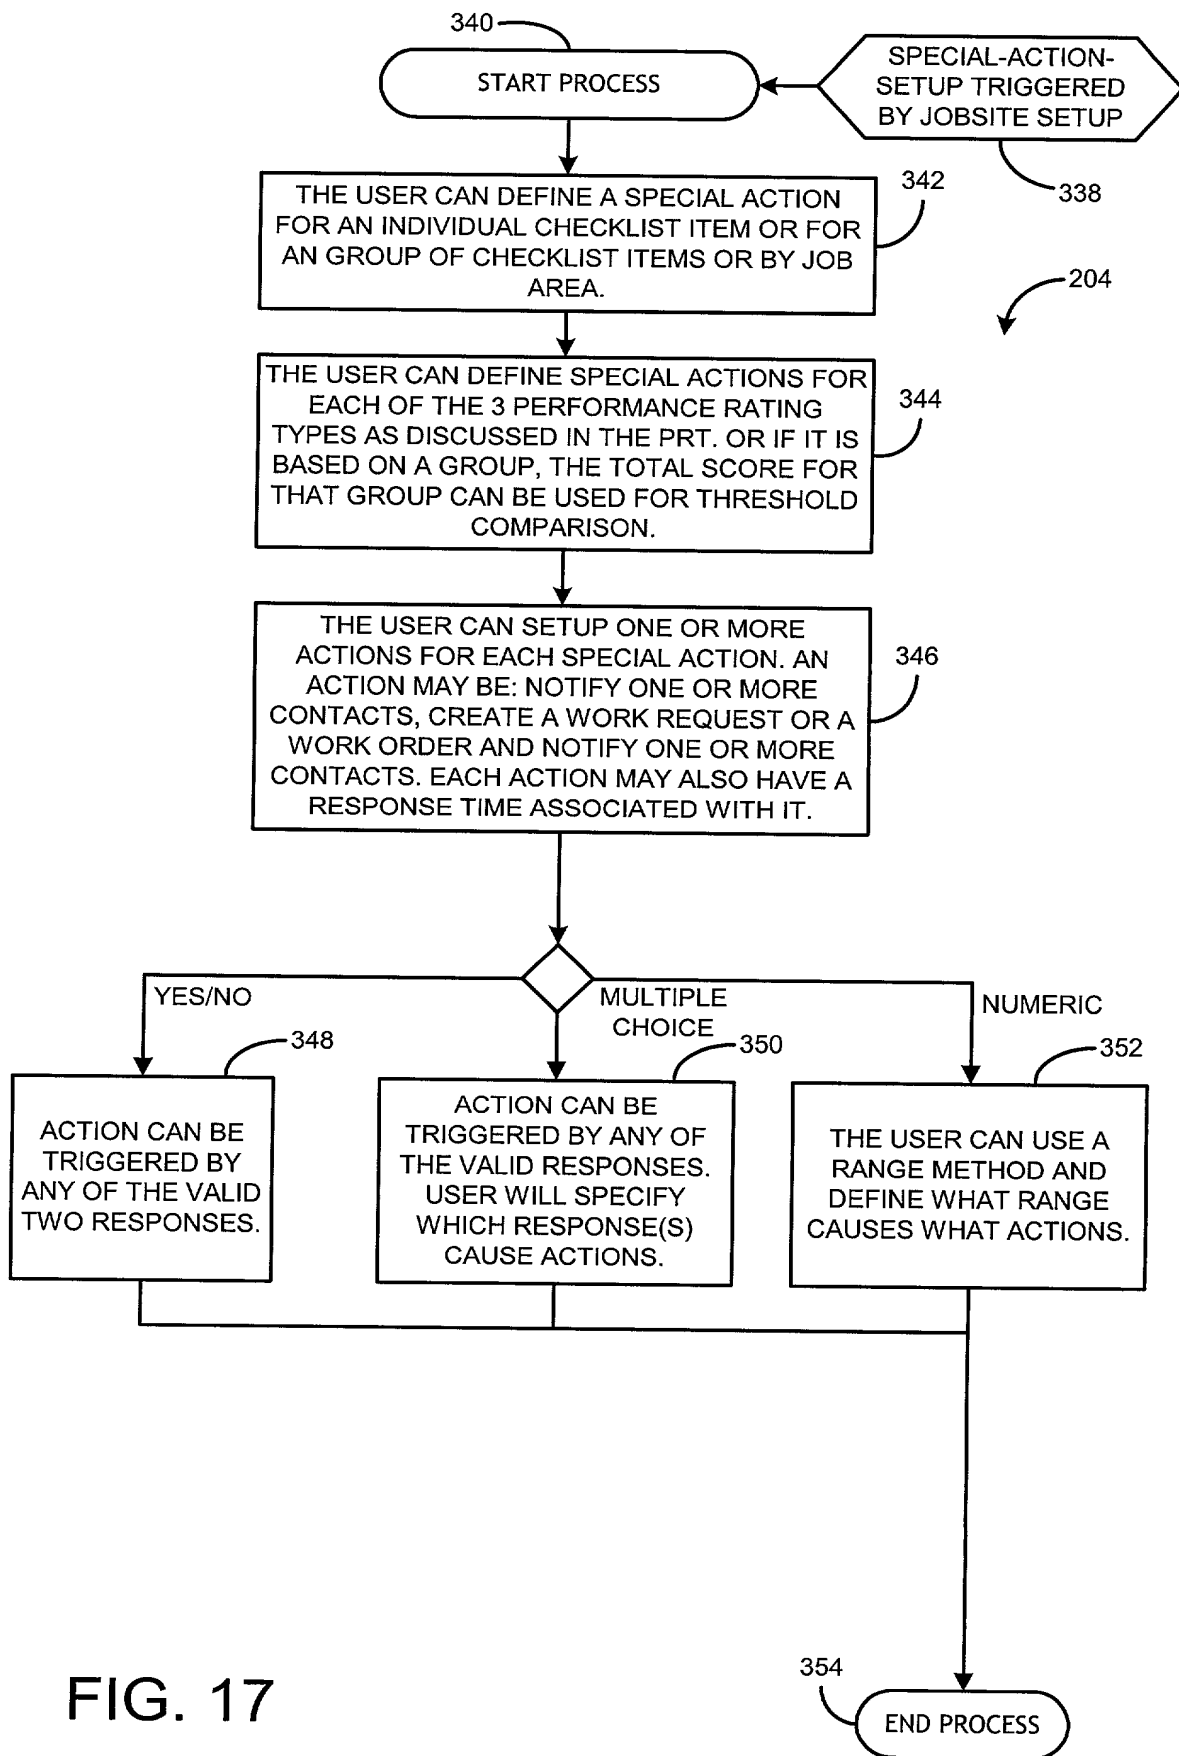 340
START PROCESS
SPECIAL-ACTION-
SETUP TRIGGERED
BY JOBSITE SETUP
338
THE USER CAN DEFINE A SPECIAL ACTION
FOR AN INDIVIDUAL CHECKLIST ITEM OR FOR
AN GROUP OF CHECKLIST ITEMS OR BY JOB
AREA.
342
204
THE USER CAN DEFINE SPECIAL ACTIONS FOR
EACH OF THE 3 PERFORMANCE RATING
TYPES AS DISCUSSED IN THE PRT. OR IF IT IS
BASED ON A GROUP, THE TOTAL SCORE FOR
THAT GROUP CAN BE USED FOR THRESHOLD
COMPARISON.
344
THE USER CAN SETUP ONE OR MORE
ACTIONS FOR EACH SPECIAL ACTION. AN
ACTION MAY BE: NOTIFY ONE OR MORE
CONTACTS, CREATE A WORK REQUEST OR A
WORK ORDER AND NOTIFY ONE OR MORE
CONTACTS. EACH ACTION MAY ALSO HAVE A
RESPONSE TIME ASSOCIATED WITH IT.
346
YES/NO
MULTIPLE
CHOICE
NUMERIC
348
ACTION CAN BE
TRIGGERED BY
ANY OF THE VALID
TWO RESPONSES.
350
ACTION CAN BE
TRIGGERED BY ANY OF
THE VALID RESPONSES.
USER WILL SPECIFY
WHICH RESPONSE(S)
CAUSE ACTIONS.
352
THE USER CAN USE A
RANGE METHOD AND
DEFINE WHAT RANGE
CAUSES WHAT ACTIONS.
354
END PROCESS
FIG. 17